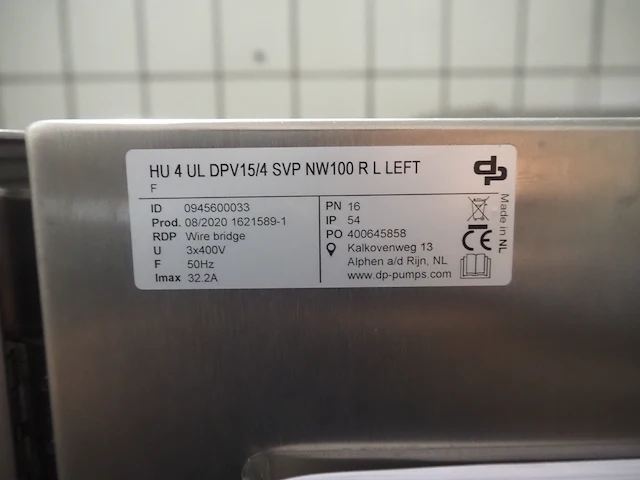 HU 4 UL DPV15/4 SVP NW100 R L LEFT
F
dp
ID 0945600033
Prod. 08/2020 1621589-1
RDP Wire bridge
U 3x400V
F 50Hz
Imax 32.2A
PN 16
IP 54
PO 400645858
Kalkovenweg 13
Alphen a/d Rijn, NL
www.dp-pumps.com
CE
Made in NL